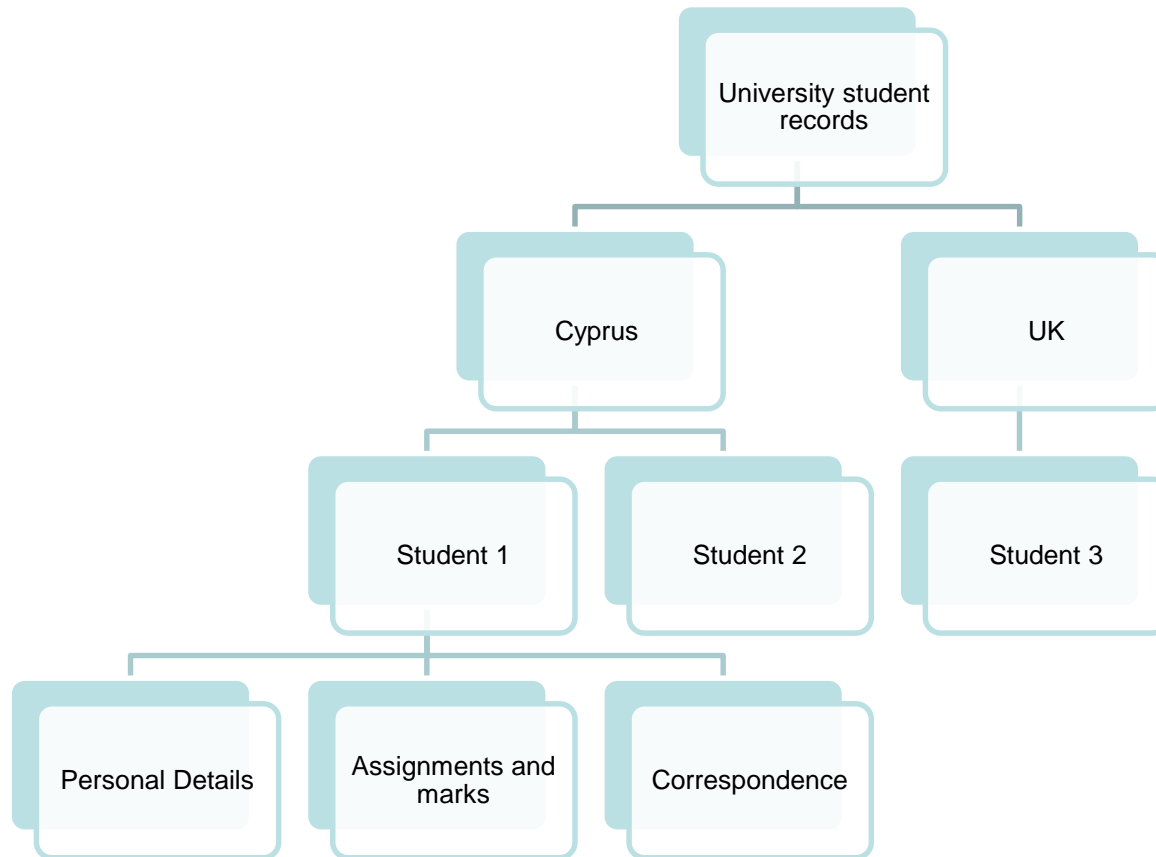 University student
records
Cyprus
UK
Student 1
Student 2
Student 3
Personal Details
Assignments and
marks
Correspondence